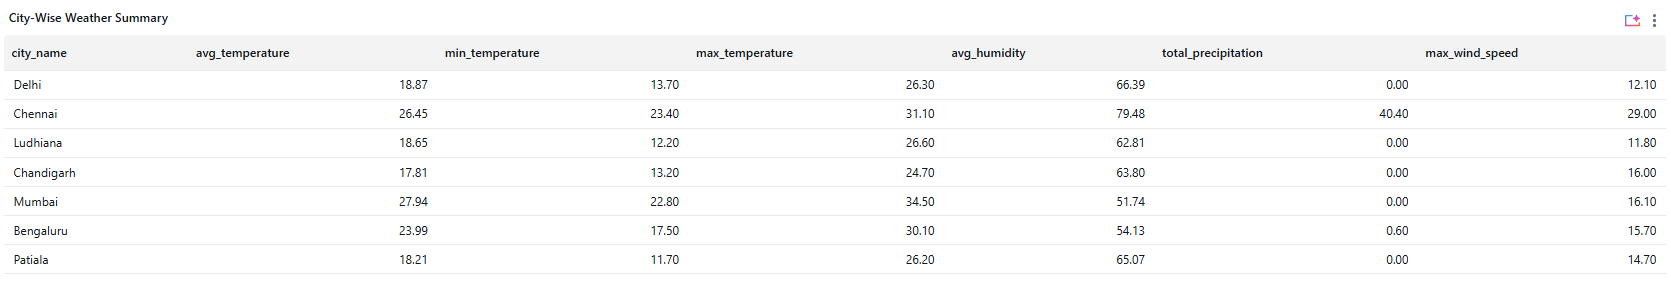 City-Wise Weather Summary
city_name avg_temperature min_temperature max_temperature avg_humidity total_precipitation max_wind_speed
Delhi 18.87 13.70 26.30 66.39 0.00 12.10
Chennai 26.45 23.40 31.10 79.48 40.40 29.00
Ludhiana 18.65 12.20 26.60 62.81 0.00 11.80
Chandigarh 17.81 13.20 24.70 63.80 0.00 16.00
Mumbai 27.94 22.80 34.50 51.74 0.00 16.10
Bengaluru 23.99 17.50 30.10 54.13 0.60 15.70
Patiala 18.21 11.70 26.20 65.07 0.00 14.70